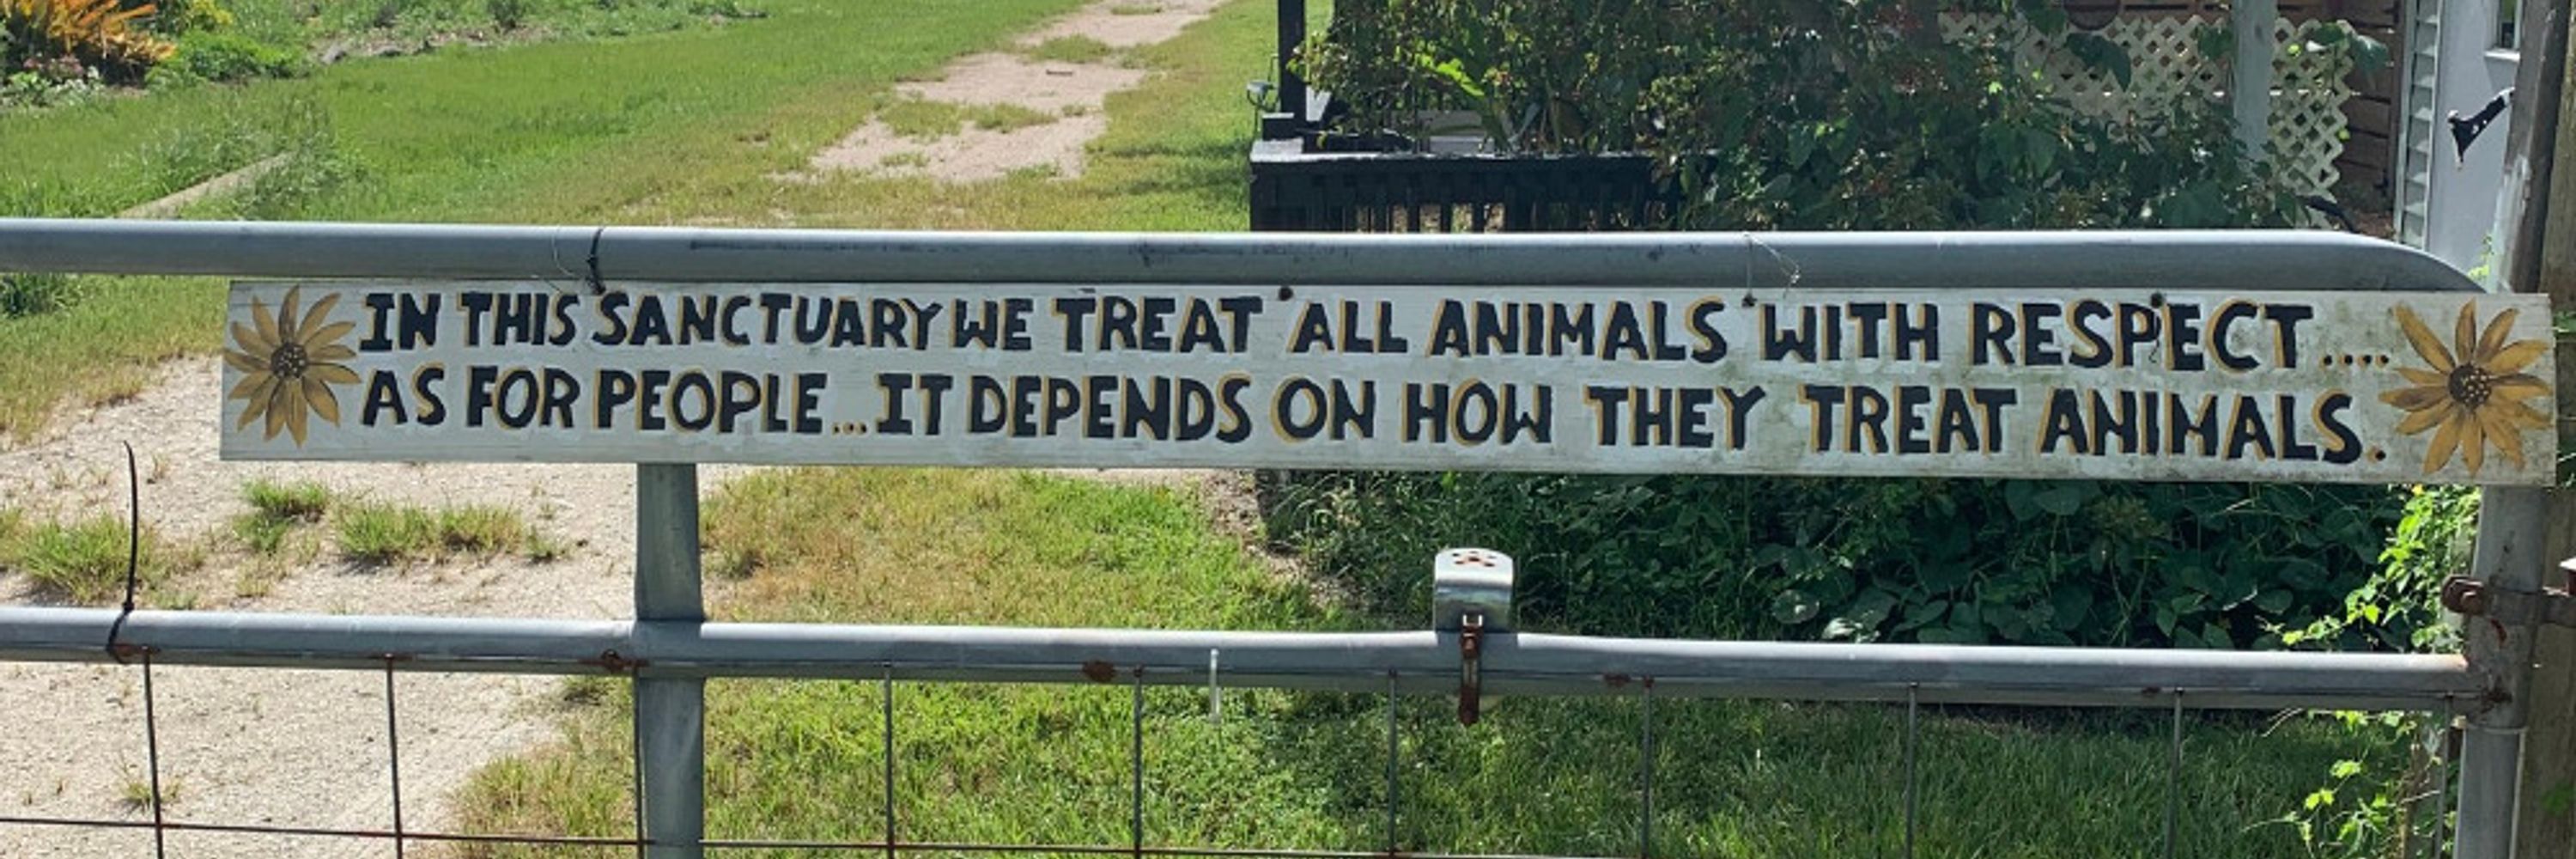 IN THIS SANCTUARY WE TREAT ALL ANIMALS WITH RESPECT....
AS FOR PEOPLE...IT DEPENDS ON HOW THEY TREAT ANIMALS.